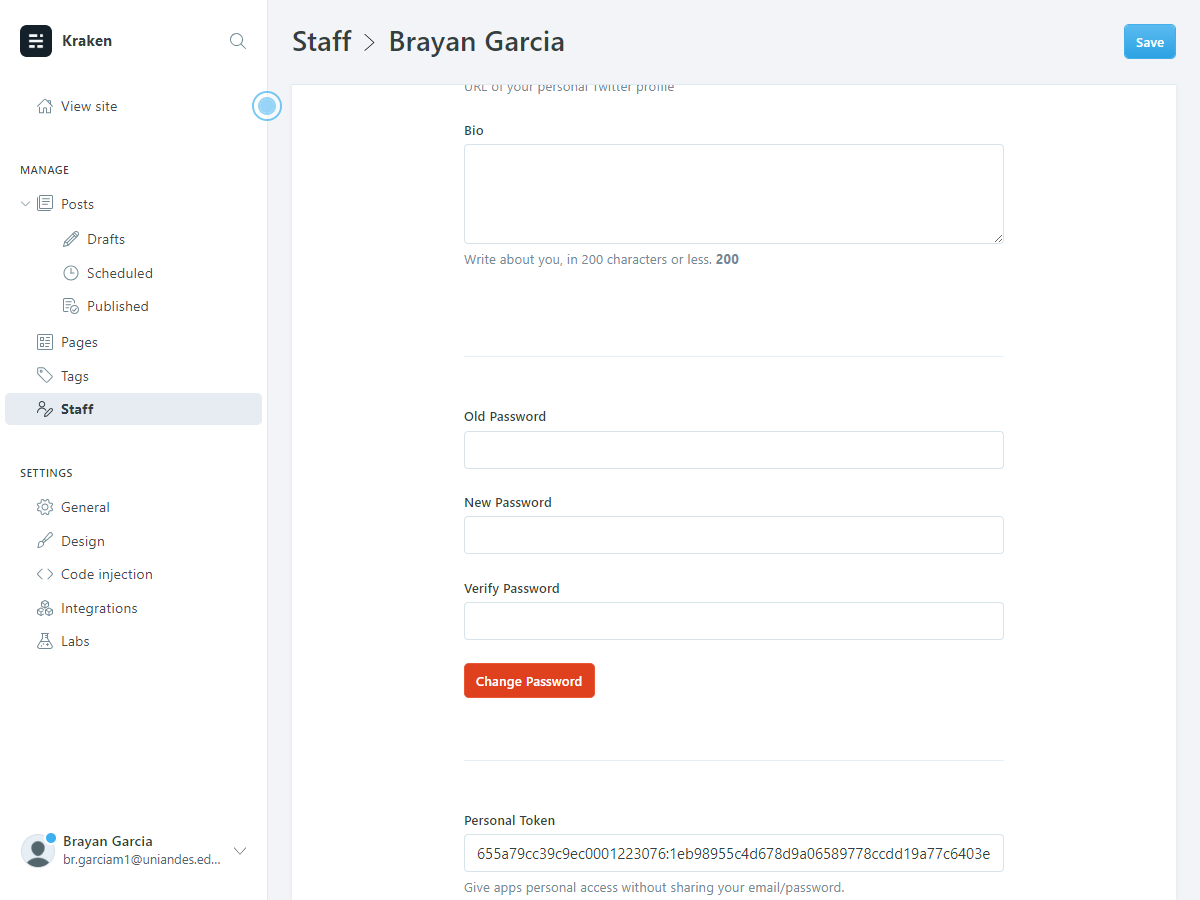 Kraken
Staff > Brayan Garcia
Save
View site
URL of your personal Twitter profile
Bio
Write about you, in 200 characters or less. 200
MANAGE
Posts
Drafts
Scheduled
Published
Pages
Tags
Staff
SETTINGS
General
Design
Code injection
Integrations
Labs
Old Password
New Password
Verify Password
Change Password
Personal Token
655a79cc39c9ec0001223076:1eb98955c4d678d9a06589778ccdd19a77c6403e
Give apps personal access without sharing your email/password.
Brayan Garcia
br.garciam1@uniandes.ed...